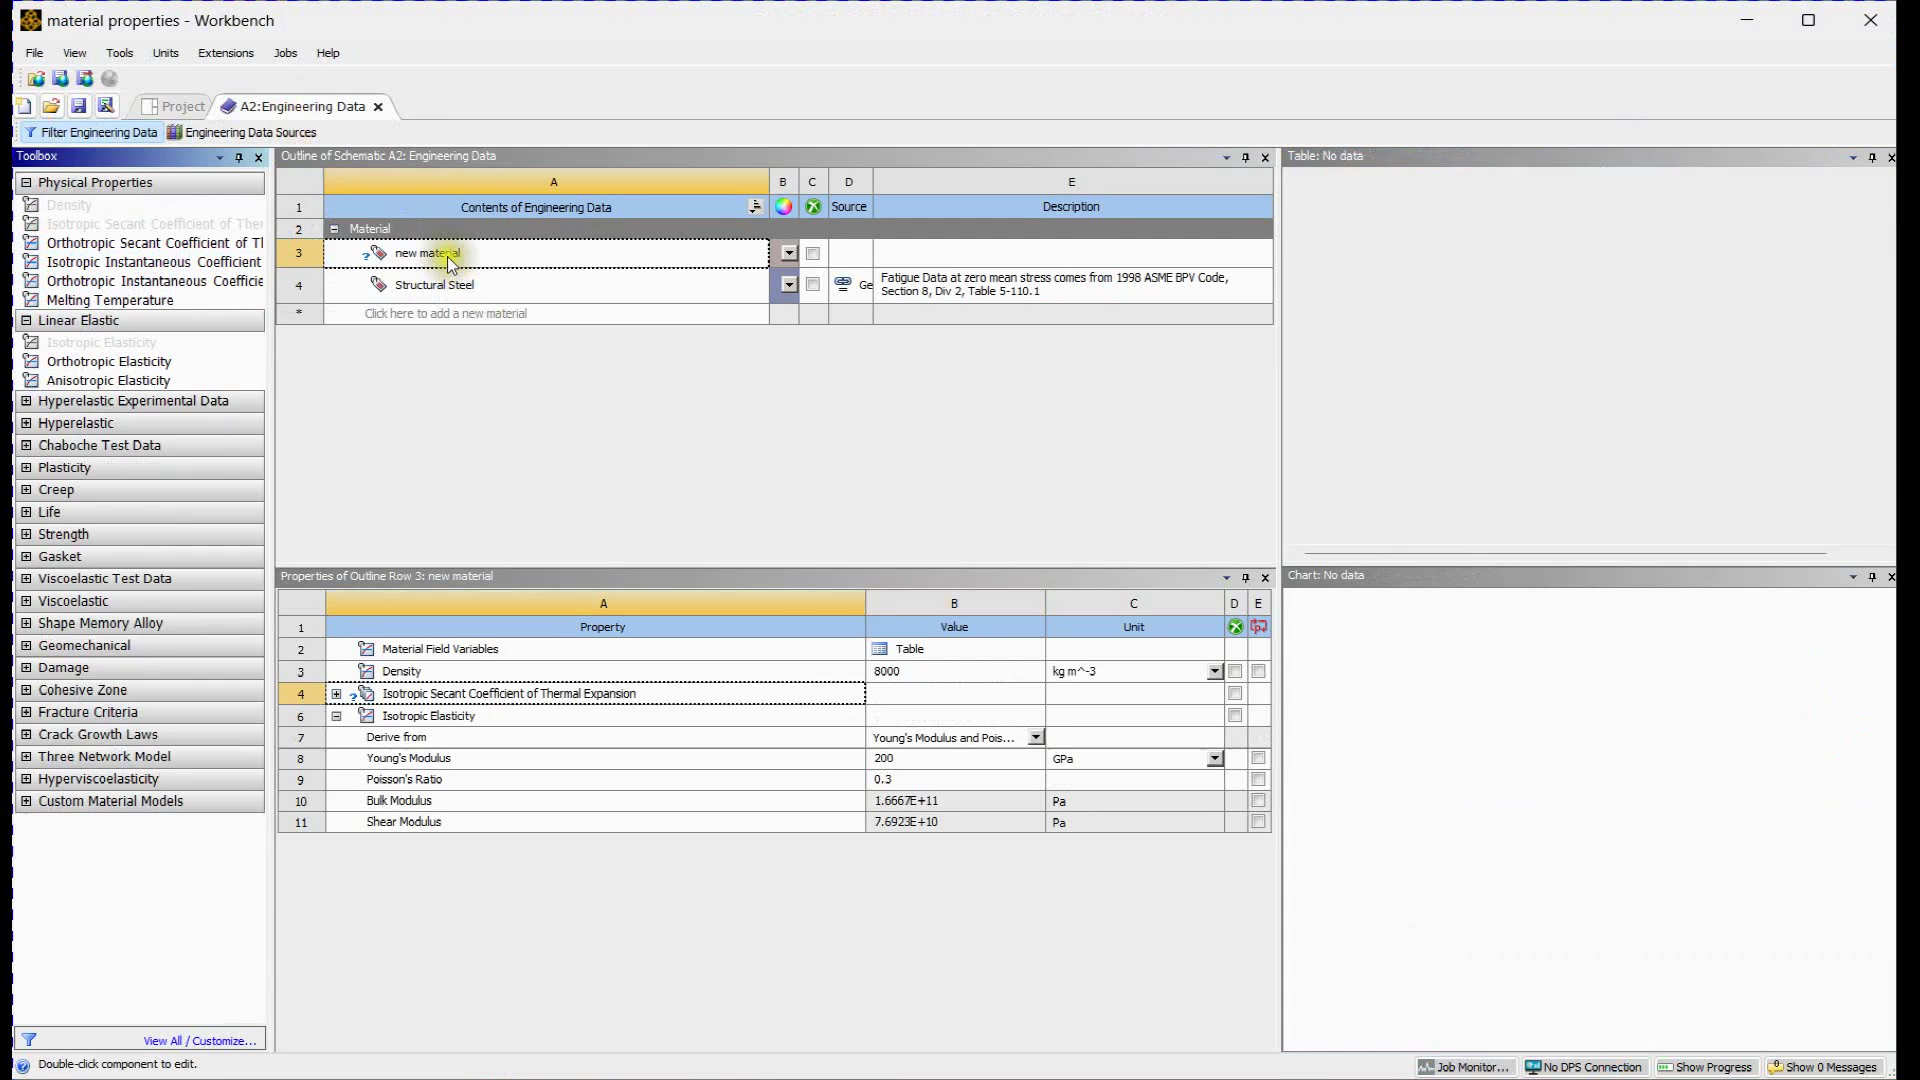 material properties - Workbench
File View Tools Units Extensions Jobs Help
Project A2:Engineering Data
Filter Engineering Data Engineering Data Sources
Toolbox
Physical Properties
Density
Isotropic Secant Coefficient of Ther
Orthotropic Secant Coefficient of Tl
Isotropic Instantaneous Coefficient
Orthotropic Instantaneous Coefficie
Melting Temperature
Linear Elastic
Isotropic Elasticity
Orthotropic Elasticity
Anisotropic Elasticity
Hyperelastic Experimental Data
Hyperelastic
Chaboche Test Data
Plasticity
Creep
Life
Strength
Gasket
Viscoelastic Test Data
Viscoelastic
Shape Memory Alloy
Geomechanical
Damage
Cohesive Zone
Fracture Criteria
Crack Growth Laws
Three Network Model
Hyperviscoelasticity
Custom Material Models
View All / Customize...
Outline of Schematic A2: Engineering Data
A B C D E
1 Contents of Engineering Data Source Description
2 Material
3 ? new material
4 Structural Steel Ge Fatigue Data at zero mean stress comes from 1998 ASME BPV Code,
Section 8, Div 2, Table 5-110.1
* Click here to add a new material
Properties of Outline Row 3: new material
A B C D E
1 Property Value Unit
2 Material Field Variables Table
3 Density 8000 kg m^-3
4 ? Isotropic Secant Coefficient of Thermal Expansion
6 Isotropic Elasticity
7 Derive from Young's Modulus and Pois...
8 Young's Modulus 200 GPa
9 Poisson's Ratio 0.3
10 Bulk Modulus 1.6667E+11 Pa
11 Shear Modulus 7.6923E+10 Pa
Table: No data
Chart: No data
Double-click component to edit.
Job Monitor... No DPS Connection Show Progress Show 0 Messages